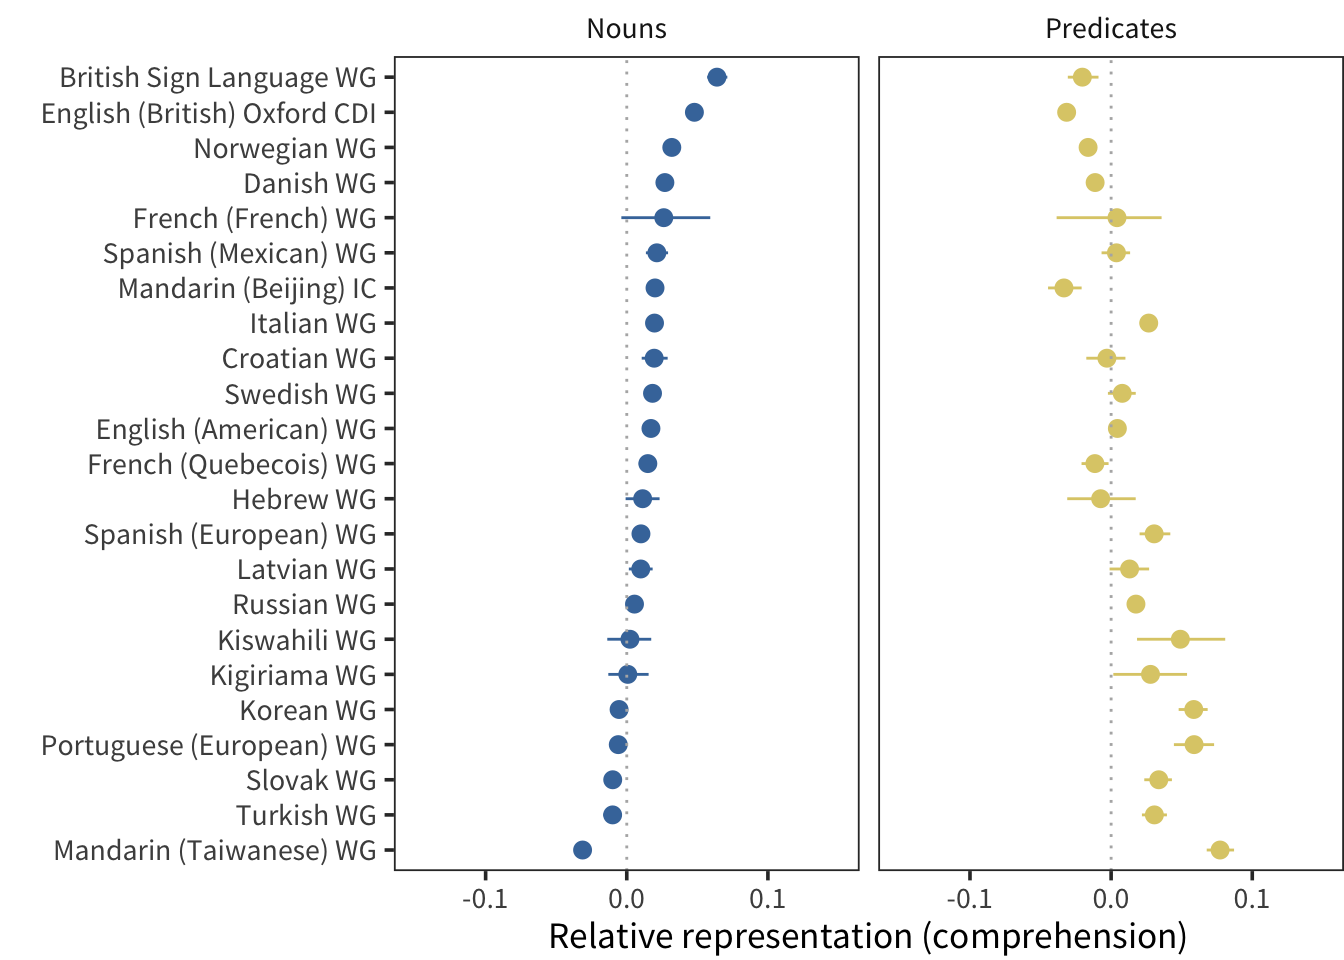 Nouns Predicates
British Sign Language WG
English (British) Oxford CDI
Norwegian WG
Danish WG
French (French) WG
Spanish (Mexican) WG
Mandarin (Beijing) IC
Italian WG
Croatian WG
Swedish WG
English (American) WG
French (Quebecois) WG
Hebrew WG
Spanish (European) WG
Latvian WG
Russian WG
Kiswahili WG
Kigiriama WG
Korean WG
Portuguese (European) WG
Slovak WG
Turkish WG
Mandarin (Taiwanese) WG
-0.1 0.0 0.1 -0.1 0.0 0.1
Relative representation (comprehension)